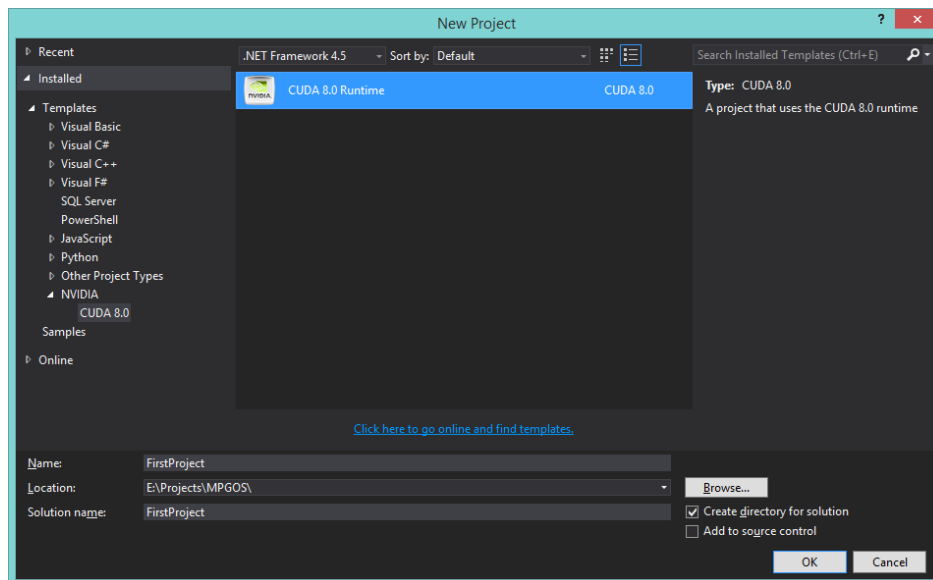 New Project
?
Recent
.NET Framework 4.5
Sort by: Default
Search Installed Templates (Ctrl+E)
Installed
Templates
Visual Basic
Visual C#
Visual C++
Visual F#
SQL Server
PowerShell
JavaScript
Python
Other Project Types
NVIDIA
CUDA 8.0
Samples
Online
NVIDIA.
CUDA 8.0 Runtime
CUDA 8.0
Type: CUDA 8.0
A project that uses the CUDA 8.0 runtime
Click here to go online and find templates.
Name: FirstProject
Location: E:\Projects\MPGOS\
Browse...
Solution name: FirstProject
Create directory for solution
Add to source control
OK
Cancel